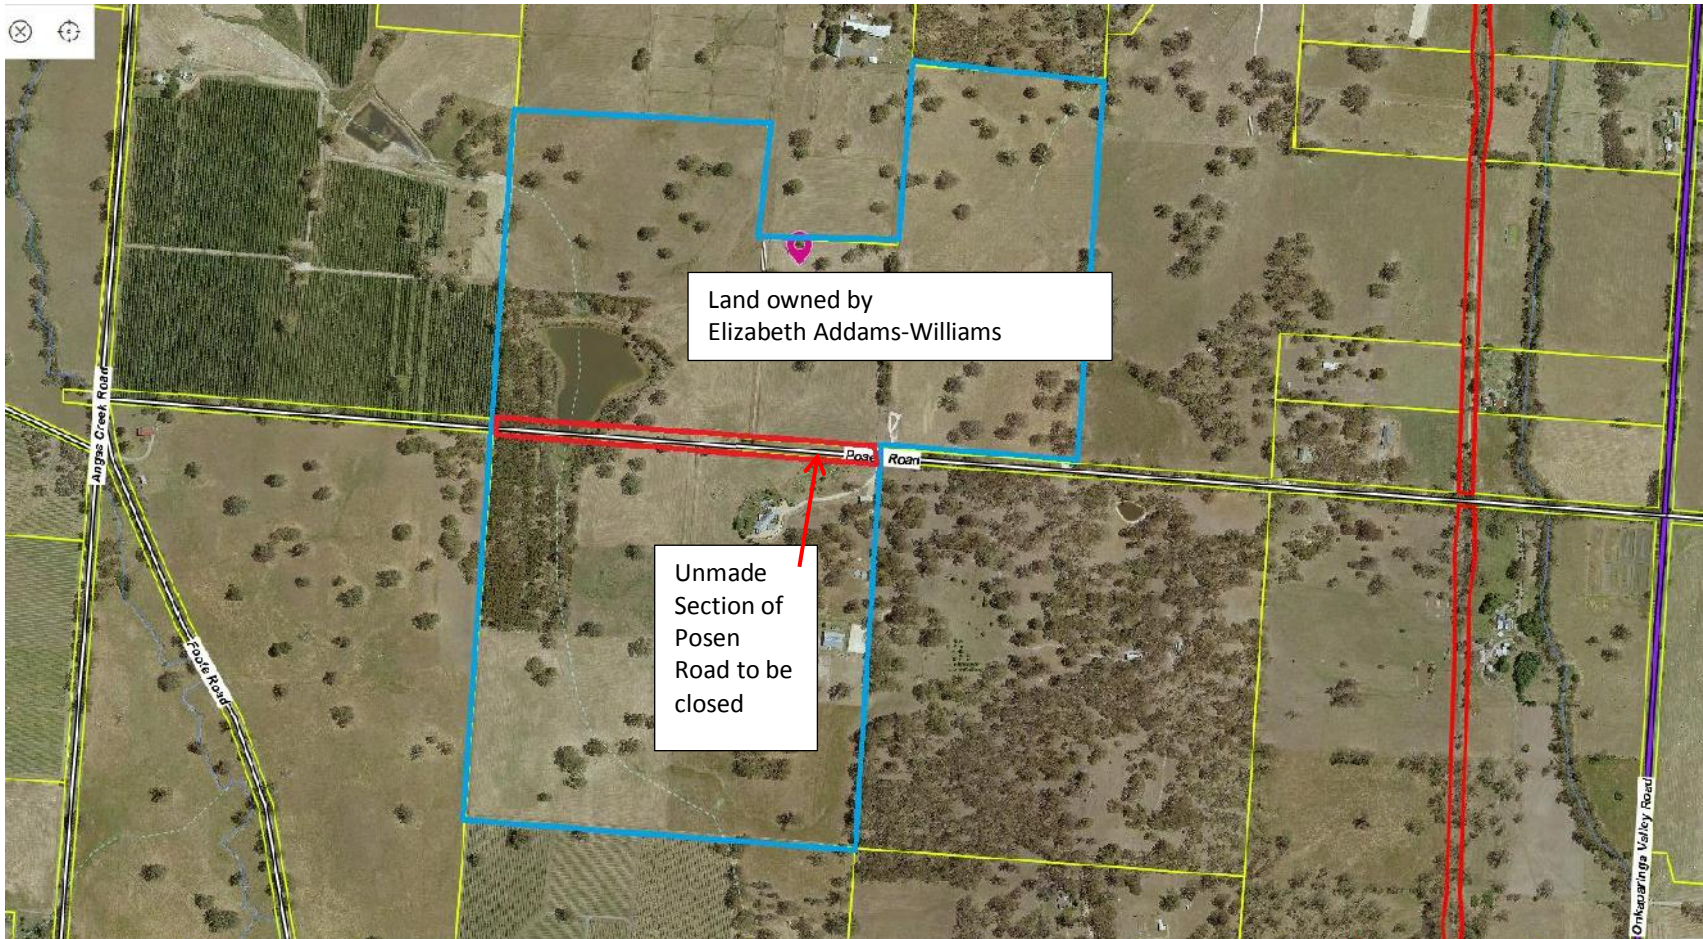 Land owned by
Elizabeth Addams-Williams
Angas Creek Road
Posen Road
Unmade
Section of
Posen
Road to be
closed
Foote Road
Onkaparinga Valley Road